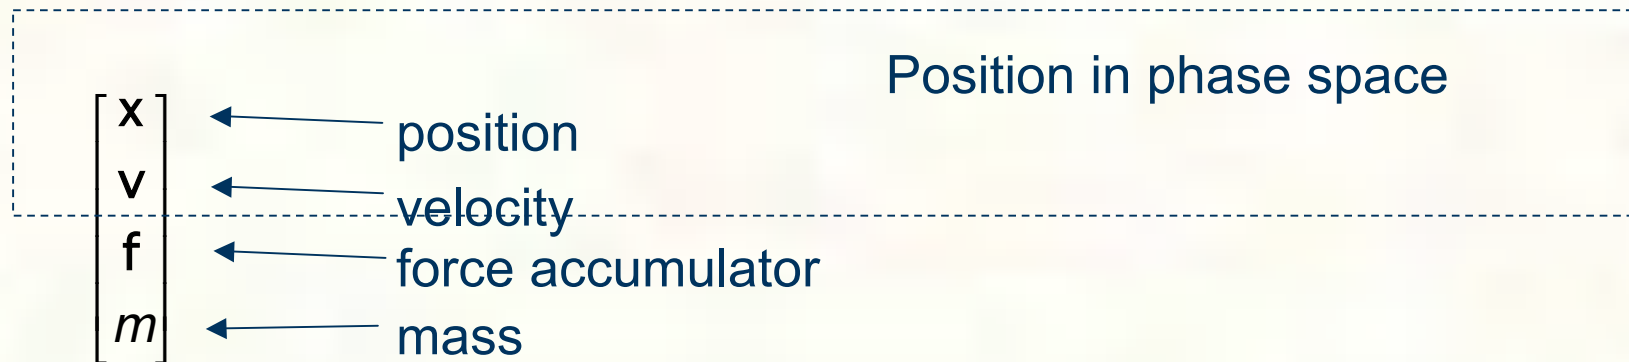 Position in phase space
x position
v velocity
f force accumulator
m mass